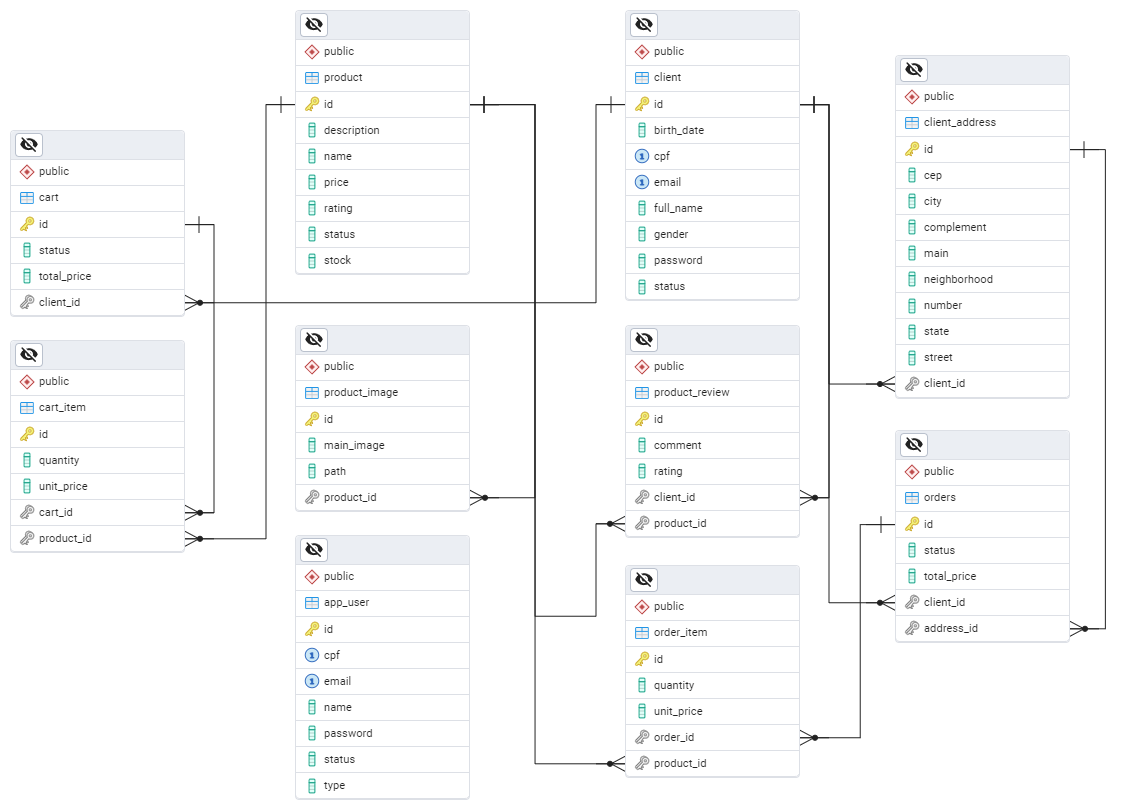 public
cart
id
status
total_price
client_id
public
cart_item
id
quantity
unit_price
cart_id
product_id
public
product
id
description
name
price
rating
status
stock
public
product_image
id
main_image
path
product_id
public
app_user
id
1 cpf
1 email
name
password
status
type
public
client
id
birth_date
1 cpf
1 email
full_name
gender
password
status
public
product_review
id
comment
rating
client_id
product_id
public
order_item
id
quantity
unit_price
order_id
product_id
public
client_address
id
cep
city
complement
main
neighborhood
number
state
street
client_id
public
orders
id
status
total_price
client_id
address_id